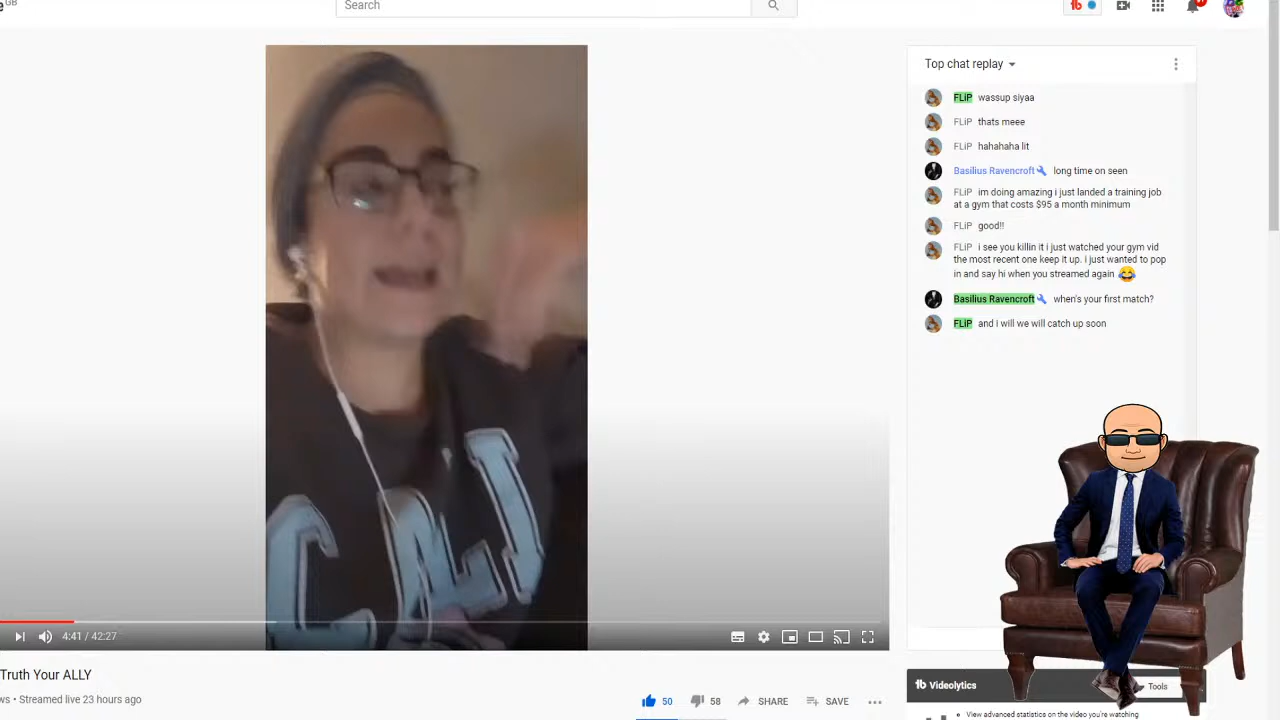 GB
Search
Top chat replay
FLiP wassup siyaa
FLiP thats meee
FLiP hahahaha lit
Basilius Ravencroft long time on seen
FLiP im doing amazing i just landed a training job
at a gym that costs $95 a month minimum
FLiP good!!
FLiP i see you killin it i just watched your gym vid
the most recent one keep it up. i just wanted to pop
in and say hi when you streamed again
Basilius Ravencroft when's your first match?
FLiP and i will we will catch up soon
CALI
4:41 / 42:27
Truth Your ALLY
ws • Streamed live 23 hours ago
50
58
SHARE
SAVE
tb Videolytics
Tools
View advanced statistics on the video you're watching